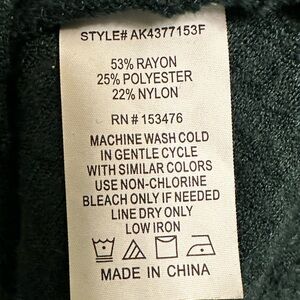 STYLE# AK4377153F
53% RAYON
25% POLYESTER
22% NYLON
RN # 153476
MACHINE WASH COLD
IN GENTLE CYCLE
WITH SIMILAR COLORS
USE NON-CHLORINE
BLEACH ONLY IF NEEDED
LINE DRY ONLY
LOW IRON
MADE IN CHINA